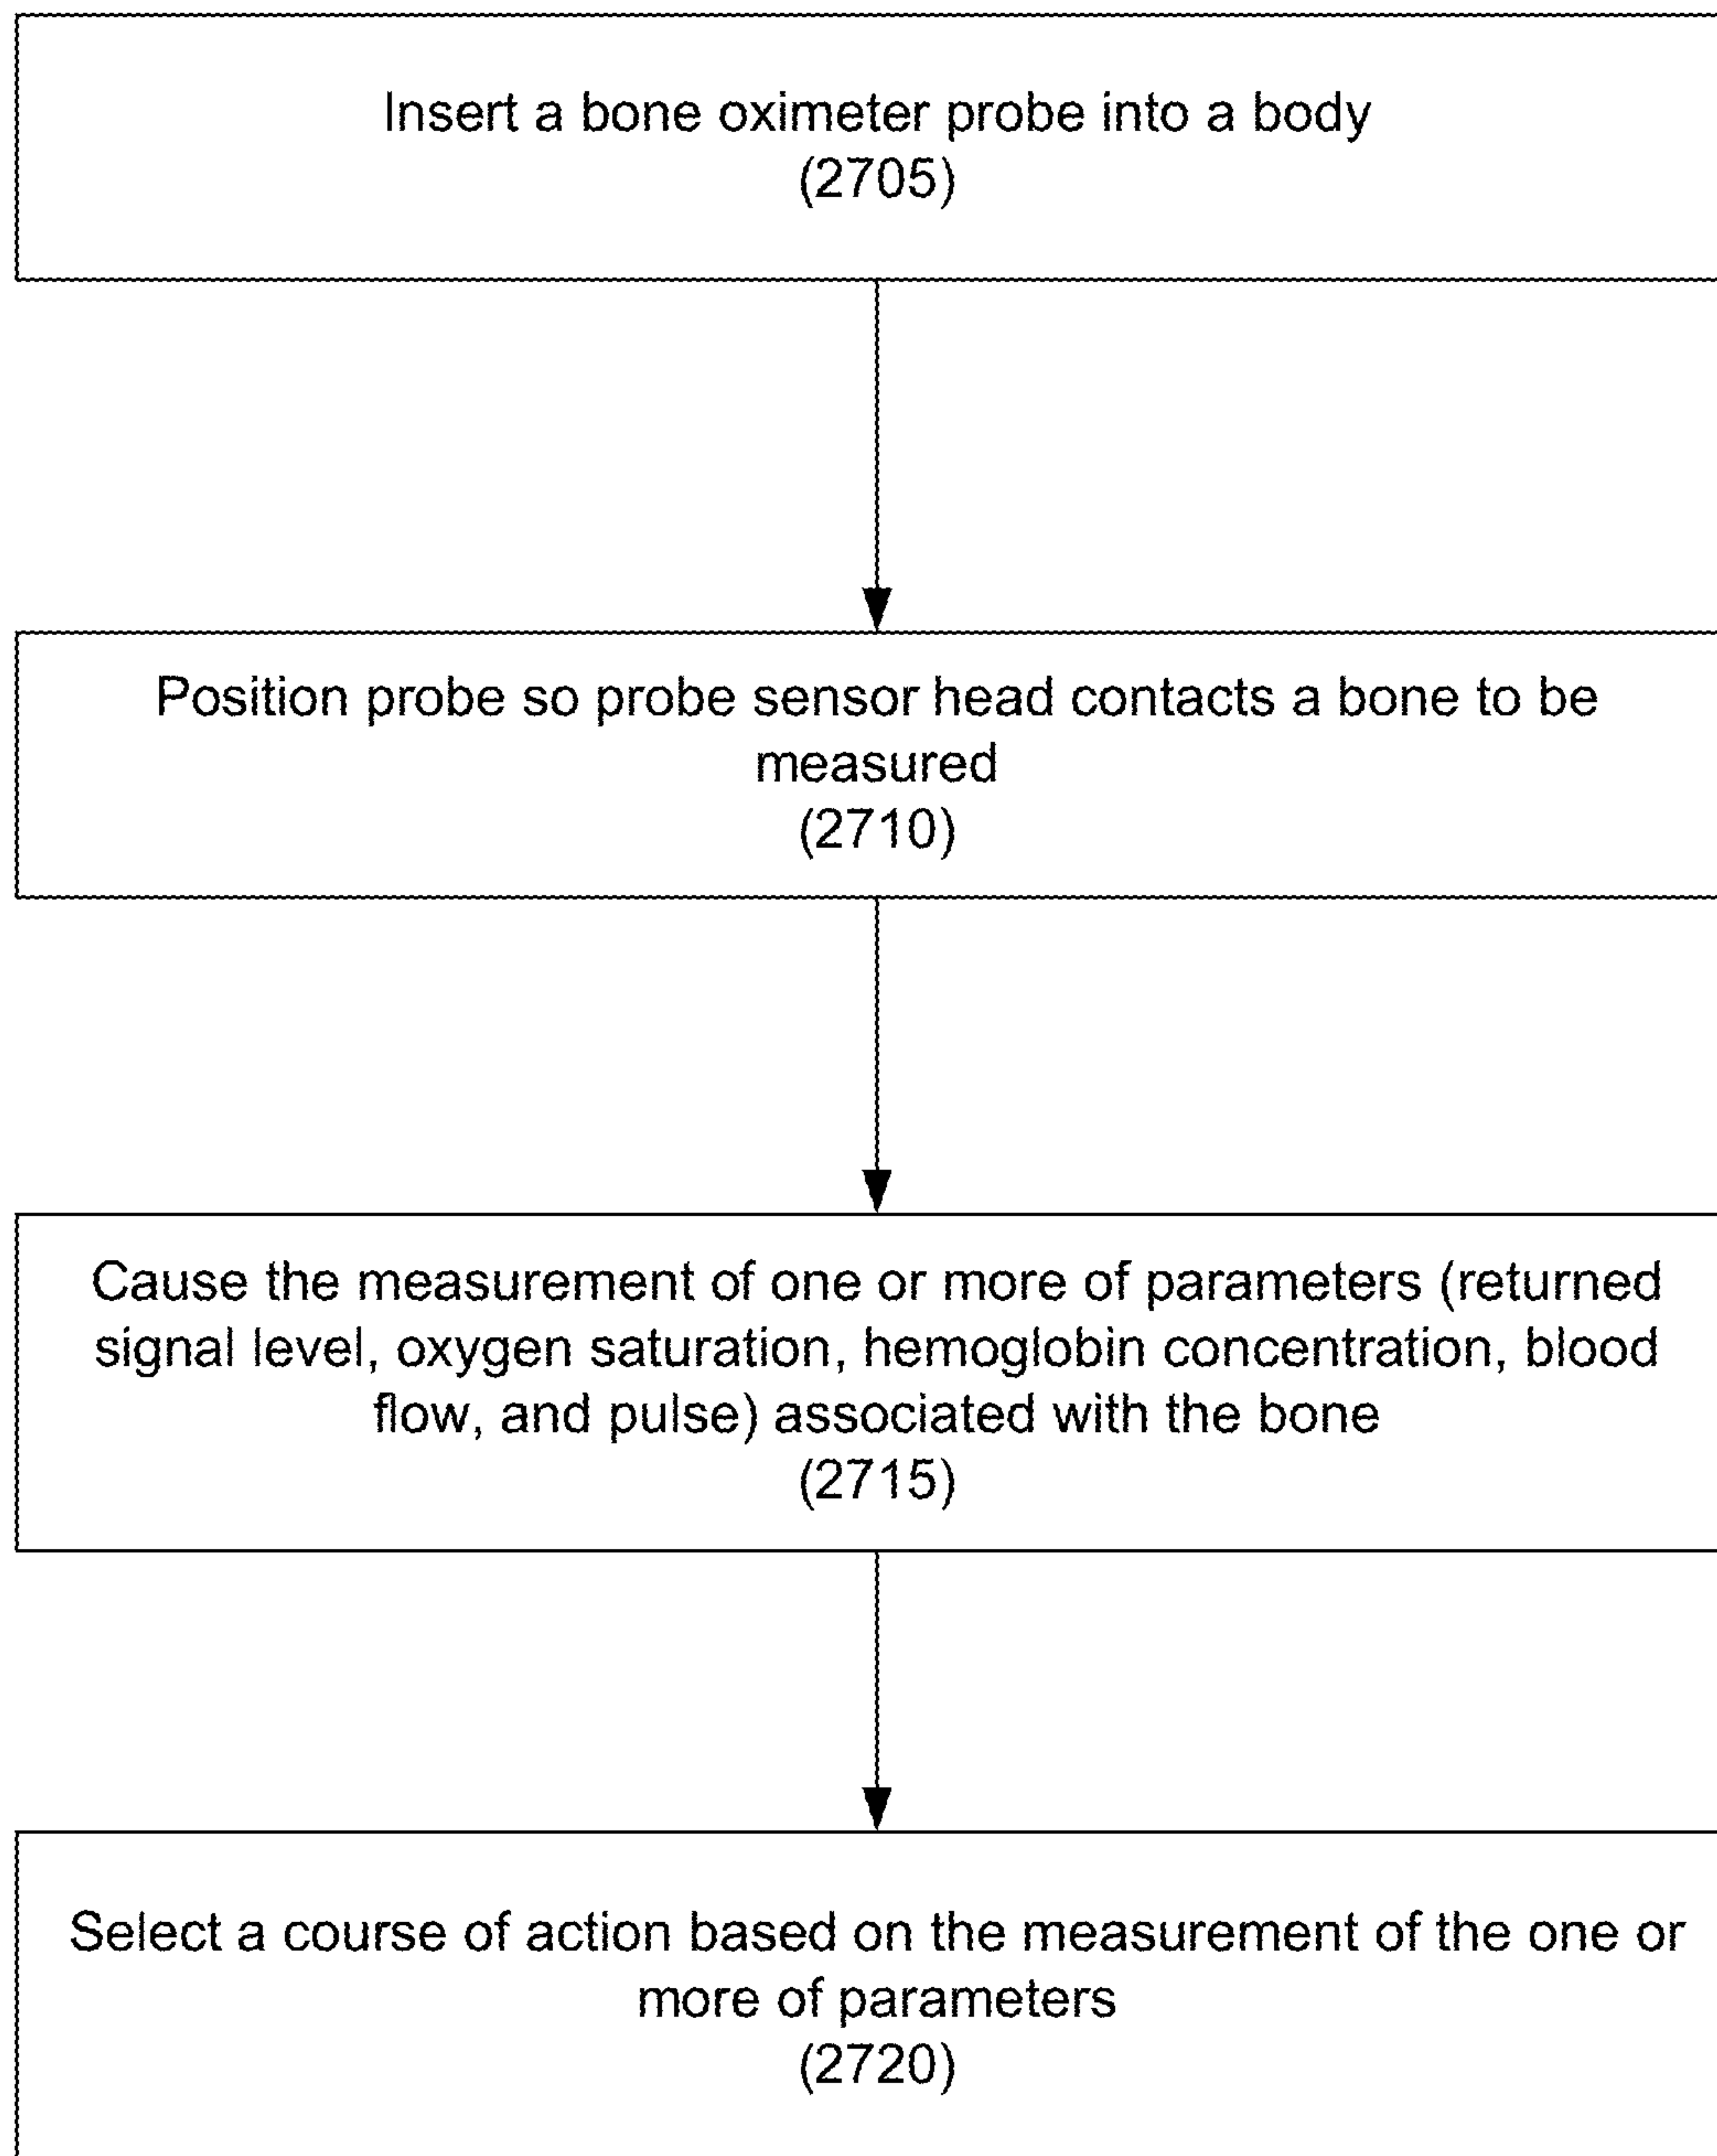 Insert a bone oximeter probe into a body
(2705)
Position probe so probe sensor head contacts a bone to be
measured
(2710)
Cause the measurement of one or more of parameters (returned
signal level, oxygen saturation, hemoglobin concentration, blood
flow, and pulse) associated with the bone
(2715)
Select a course of action based on the measurement of the one or
more of parameters
(2720)